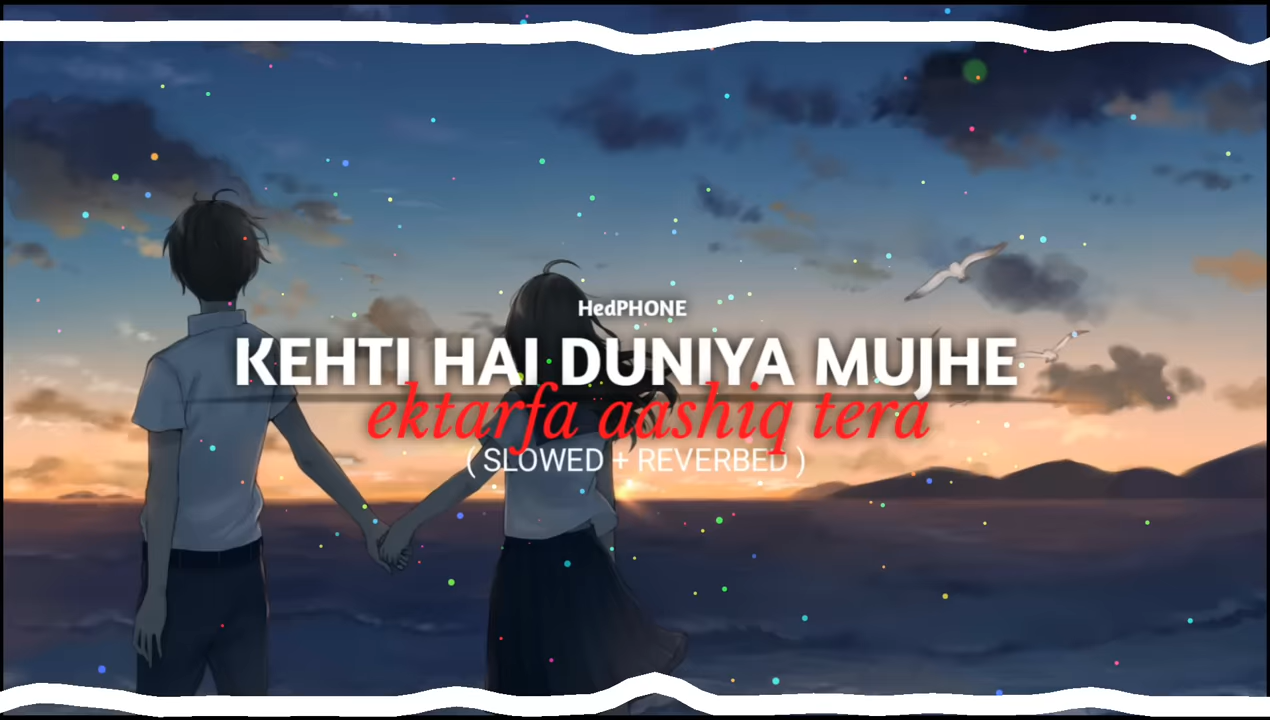 HedPHONE
KEHTI HAI DUNIYA MUJHE
ektarfa aashiq tera
( SLOWED + REVERBED )